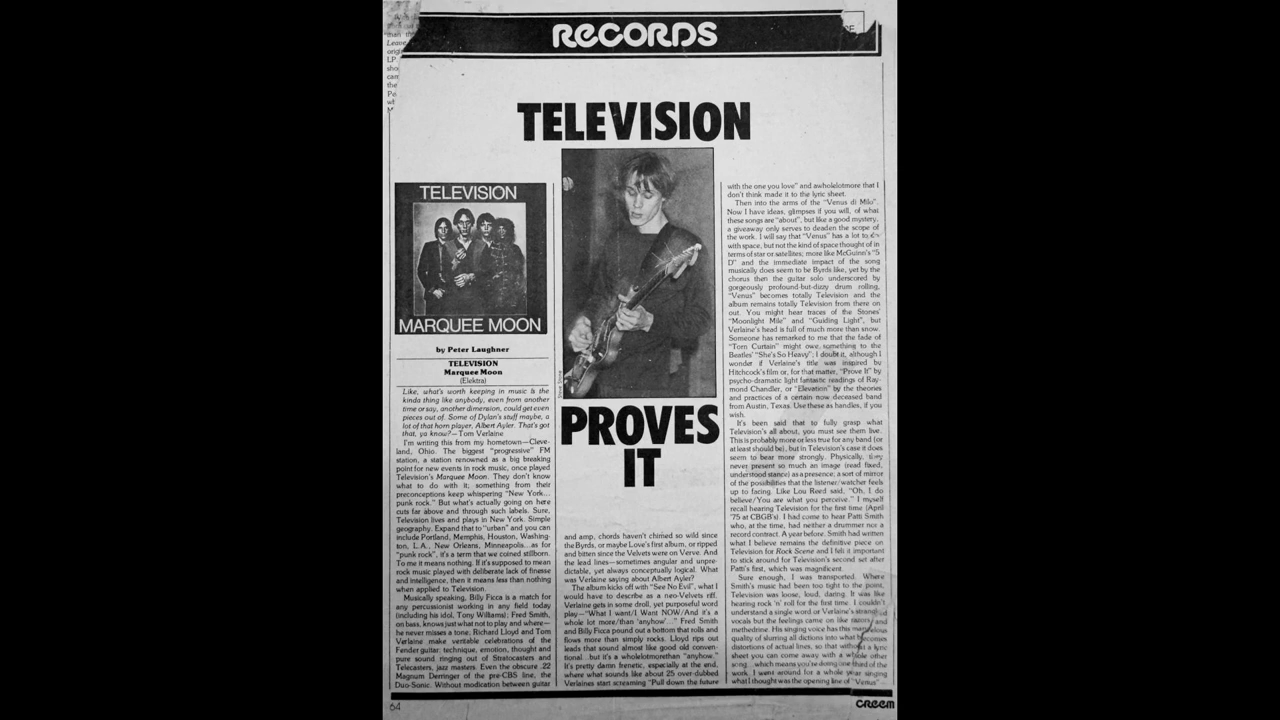 RECORDS
TELEVISION
TELEVISION
MARQUEE MOON
by Peter Laughner
TELEVISION
Marquee Moon
(Elektra)
Like, what's worth keeping in music is the
kinda thing like anybody, even from another
time or say, another dimension, could get even
pieces out of. Some of Dylan's stuff maybe, a
lot of that horn player, Albert Ayler. That's got
that, ya know?—Tom Verlaine
I'm writing this from my hometown—Cleve-
land, Ohio. The biggest "progressive" FM
station, a station renowned as a big breaking
point for new events in rock music, once played
Television's Marquee Moon. They don't know
what to do with it; something from their
preconceptions keep whispering "New York...
punk rock." But what's actually going on here
cuts far above and through such labels. Sure,
Television lives and plays in New York. Simple
geography. Expand that to "urban" and you can
include Portland, Memphis, Houston, Washing-
ton, L.A., New Orleans, Minneapolis...as for
"punk rock", it's a term that we coined stillborn.
To me it means nothing. If it's supposed to mean
rock music played with deliberate lack of finesse
and intelligence, then it means less than nothing
when applied to Television.
Musically speaking, Billy Ficca is a match for
any percussionist working in any field today
(including his idol, Tony Williams); Fred Smith,
on bass, knows just what not to play and where—
he never misses a tone; Richard Lloyd and Tom
Verlaine make veritable celebrations of the
Fender guitar; technique, emotion, thought and
pure sound ringing out of Stratocasters and
Telecasters, jazz masters. Even the obscure .22
Magnum Derringer of the pre-CBS line, the
Duo-Sonic. Without modication between guitar
PROVES
IT
and amp, chords haven't chimed so wild since
the Byrds, or maybe Love's first album, or ripped
and bitten since the Velvets were on Verve. And
the lead lines—sometimes angular and unpre-
dictable, yet always conceptually logical. What
was Verlaine saying about Albert Ayler?
The album kicks off with "See No Evil", what I
would have to describe as a neo-Velvets riff.
Verlaine gets in some droll, yet purposeful word
play—"What I want/I Want NOW/And it's a
whole lot more/than 'anyhow'..." Fred Smith
and Billy Ficca pound out a bottom that rolls and
flows more than simply rocks. Lloyd rips out
leads that sound almost like good old conven-
tional...but it's a wholelotmorethan "anyhow."
It's pretty damn frenetic, especially at the end,
where what sounds like about 25 over-dubbed
Verlaines start screaming "Pull down the future
with the one you love" and awholelotmore that I
don't think made it to the lyric sheet.
Then into the arms of the "Venus di Milo".
Now I have ideas, glimpses if you will, of what
these songs are "about", but like a good mystery,
a giveaway only serves to deaden the scope of
the work. I will say that "Venus" has a lot to do
with space, but not the kind of space thought of in
terms of star or satellites; more like McGuinn's "5
D" and the immediate impact of the song
musically does seem to be Byrds like, yet by the
chorus then the guitar solo underscored by
gorgeously profound-but-dizzy drum rolling,
"Venus" becomes totally Television and the
album remains totally Television from there on
out. You might hear traces of the Stones'
"Moonlight Mile" and "Guiding Light", but
Verlaine's head is full of much more than snow.
Someone has remarked to me that the fade of
"Torn Curtain" might owe something to the
Beatles' "She's So Heavy"; I doubt it, although I
wonder if Verlaine's title was inspired by
Hitchcock's film or, for that matter, "Prove It" by
psycho-dramatic light fantastic readings of Ray-
mond Chandler, or "Elevation" by the theories
and practices of a certain now deceased band
from Austin, Texas. Use these as handles, if you
wish.
It's been said that to fully grasp what
Television's all about, you must see them live.
This is probably more or less true for any band (or
at least should be), but in Television's case it does
seem to bear more strongly. Physically, they
never present so much an image (read fixed,
understood stance) as a presence; a sort of mirror
of the possibilities that the listener/watcher feels
up to facing. Like Lou Reed said, "Oh, I do
believe/You are what you perceive." I myself
recall hearing Television for the first time (April
'75 at CBGB's). I had come to hear Patti Smith
who, at the time, had neither a drummer not a
record contract. A year before, Smith had written
what I believe remains the definitive piece on
Television for Rock Scene and I felt it important
to stick around for Television's second set after
Patti's first, which was magnificent.
Sure enough, I was transported. Where
Smith's music had been too tight to the point,
Television was loose, loud, daring. It was like
hearing rock 'n' roll for the first time. I couldn't
understand a single word or Verlaine's strangled
vocals but the feelings came on like razors and
methedrine. His singing voice has this marvelous
quality of slurring all dictions into what becomes
distortions of actual lines, so that without a lyric
sheet you can come away with a whole other
song...which means you're doing one third of the
work. I went around for a whole year singing
what I thought was the opening line of "Venus"
64
CREEM